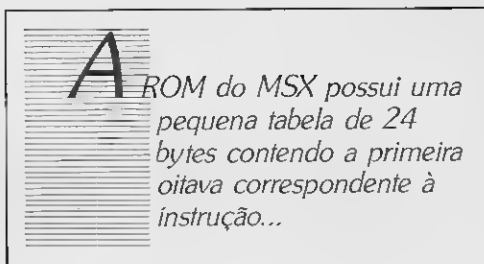 A ROM do MSX possui uma
pequena tabela de 24
bytes contendo a primeira
oitava correspondente à
instrução...